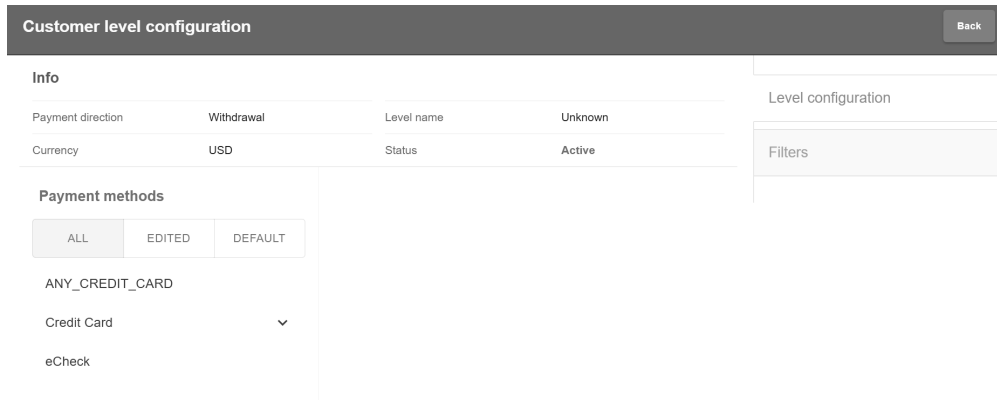 Customer level configuration
Back
Info
Payment direction Withdrawal Level name Unknown
Currency USD Status Active
Level configuration
Filters
Payment methods
ALL EDITED DEFAULT
ANY_CREDIT_CARD
Credit Card
eCheck